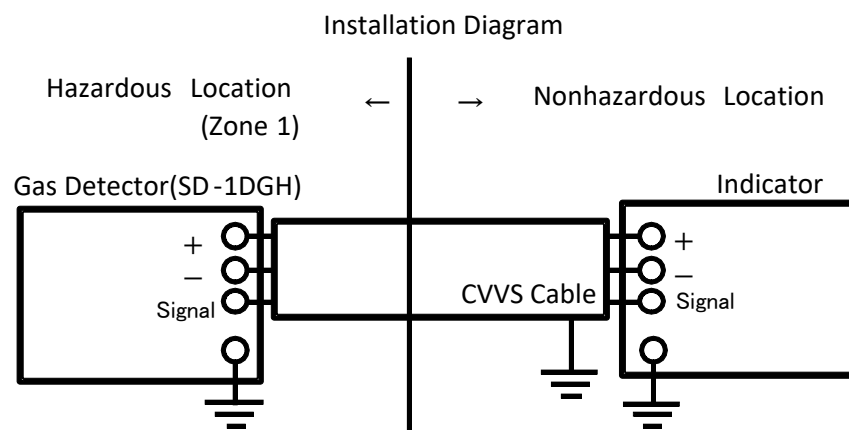 Installation Diagram
Hazardous Location
(Zone 1)
← →
Nonhazardous Location
Gas Detector(SD-1DGH)
Indicator
+
−
Signal
CVVS Cable
+
−
Signal